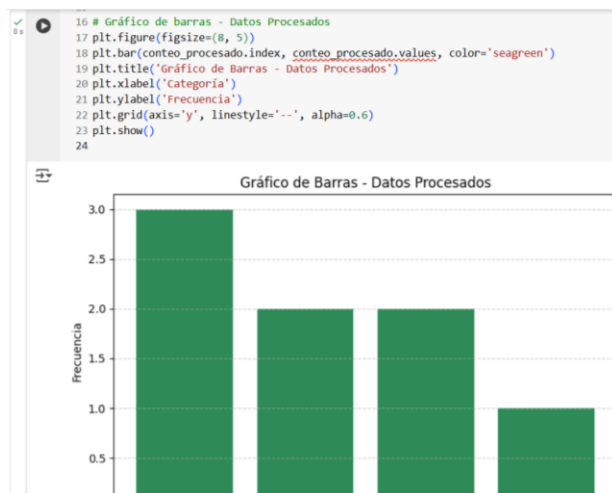 0 s
16 # Gráfico de barras - Datos Procesados
17 plt.figure(figsize=(8, 5))
18 plt.bar(conteo_procesado.index, conteo_procesado.values, color='seagreen')
19 plt.title('Gráfico de Barras - Datos Procesados')
20 plt.xlabel('Categoría')
21 plt.ylabel('Frecuencia')
22 plt.grid(axis='y', linestyle='--', alpha=0.6)
23 plt.show()
24
Gráfico de Barras - Datos Procesados
3.0
2.5
2.0
1.5
1.0
0.5
Frecuencia